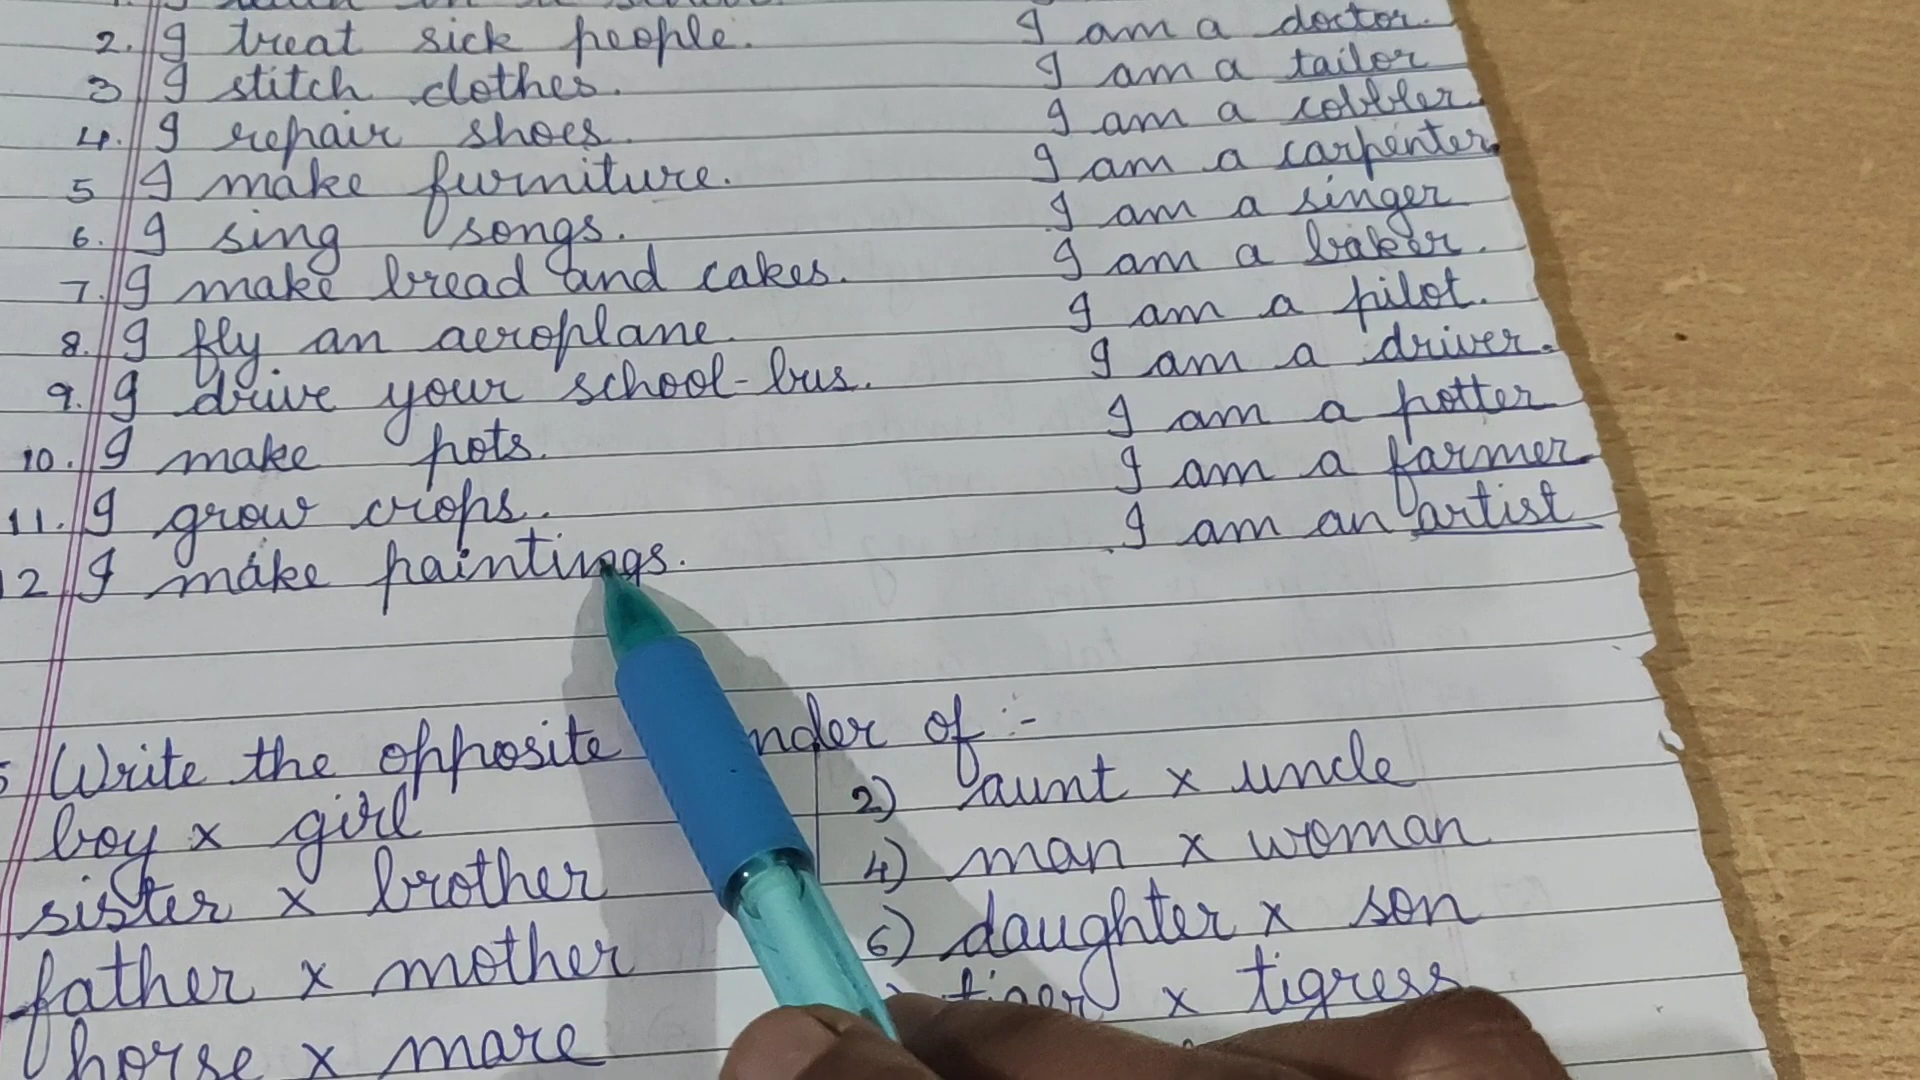 2. I treat sick people. I am a doctor.
3 I stitch clothes. I am a tailor
4. I repair shoes. I am a cobbler
5 I make furniture. I am a carpenter.
6. I sing songs. I am a singer
7. I make bread and cakes. I am a baker.
8. I fly an aeroplane. I am a pilot.
9. I drive your school-bus. I am a driver.
10. I make pots. I am a potter
11. I grow crops. I am a farmer
12 I make paintings. I am an artist
Write the opposite nder of :-
boy x girl 2) aunt x uncle
sister x brother 4) man x woman
father x mother 6) daughter x son
horse x mare tiger x tigress